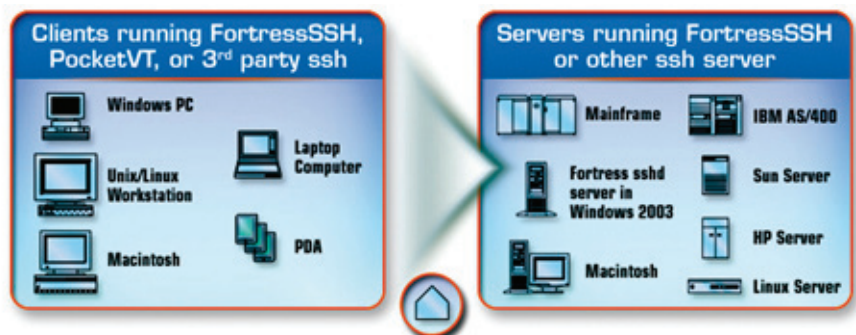 Clients running FortressSSH,
PocketVT, or 3rd party ssh
Windows PC
Unix/Linux
Workstation
Macintosh
Laptop
Computer
PDA
Servers running FortressSSH
or other ssh server
Mainframe
Fortress sshd
server in
Windows 2003
Macintosh
IBM AS/400
Sun Server
HP Server
Linux Server